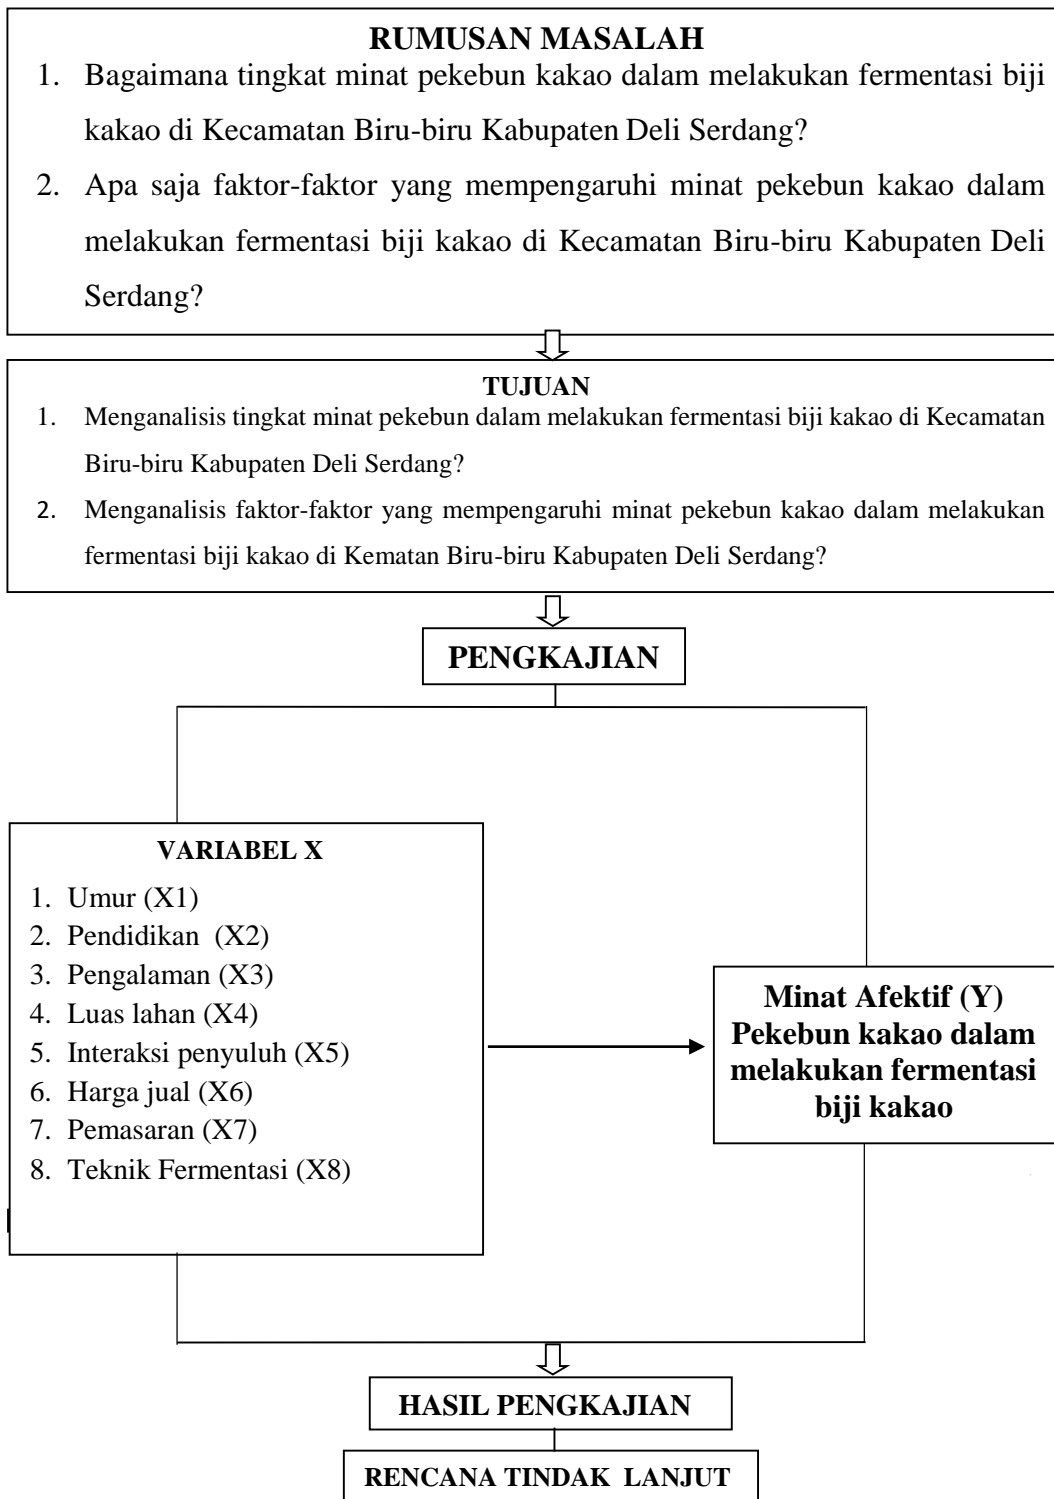 RUMUSAN MASALAH
1. Bagaimana tingkat minat pekebun kakao dalam melakukan fermentasi biji
kakao di Kecamatan Biru-biru Kabupaten Deli Serdang?
2. Apa saja faktor-faktor yang mempengaruhi minat pekebun kakao dalam
melakukan fermentasi biji kakao di Kecamatan Biru-biru Kabupaten Deli
Serdang?
TUJUAN
1. Menganalisis tingkat minat pekebun dalam melakukan fermentasi biji kakao di Kecamatan
Biru-biru Kabupaten Deli Serdang?
2. Menganalisis faktor-faktor yang mempengaruhi minat pekebun kakao dalam melakukan
fermentasi biji kakao di Kematan Biru-biru Kabupaten Deli Serdang?
PENGKAJIAN
VARIABEL X
1. Umur (X1)
2. Pendidikan (X2)
3. Pengalaman (X3)
4. Luas lahan (X4)
5. Interaksi penyuluh (X5)
6. Harga jual (X6)
7. Pemasaran (X7)
8. Teknik Fermentasi (X8)
Minat Afektif (Y)
Pekebun kakao dalam
melakukan fermentasi
biji kakao
HASIL PENGKAJIAN
RENCANA TINDAK LANJUT